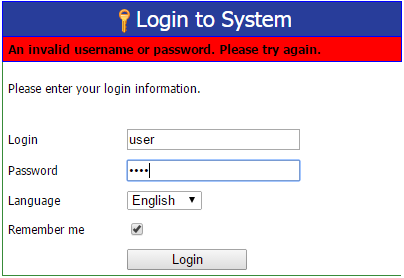 Login to System
An invalid username or password. Please try again.
Please enter your login information.
Login user
Password ••••
Language English
Remember me
Login